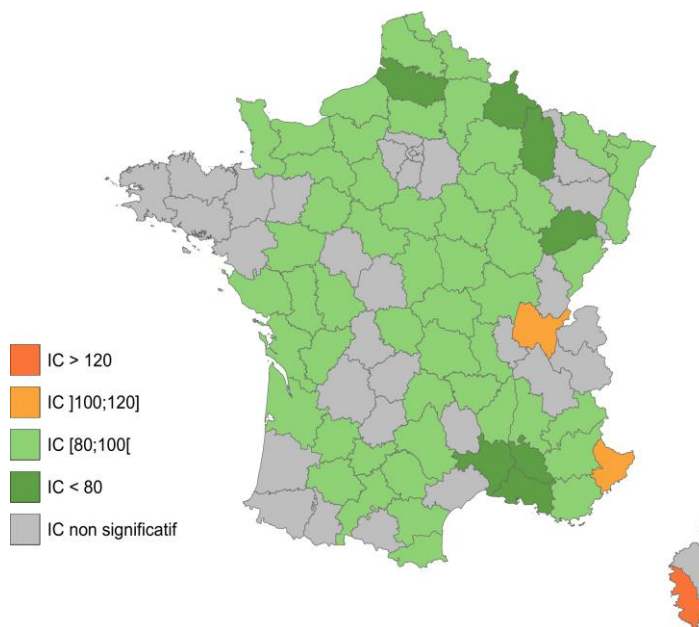 IC > 120
IC ]100;120]
IC [80;100[
IC < 80
IC non significatif